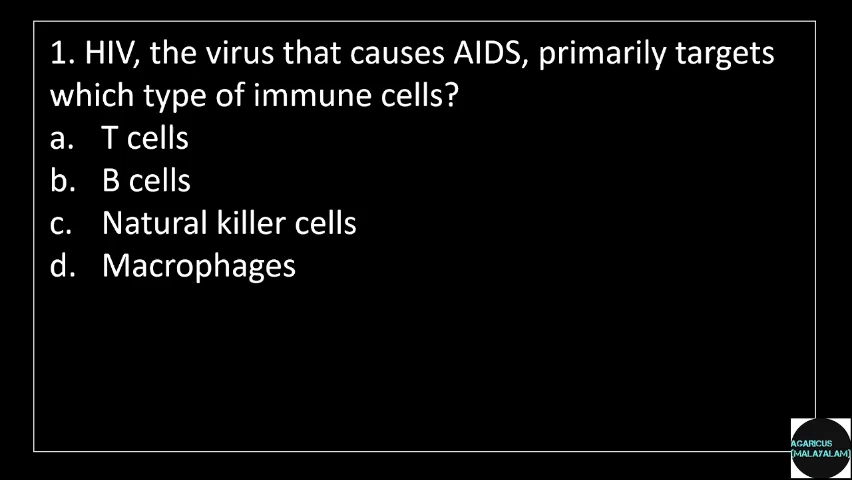 1. HIV, the virus that causes AIDS, primarily targets
which type of immune cells?
a. T cells
b. B cells
c. Natural killer cells
d. Macrophages
AGARICUS
(MALAYALAM)